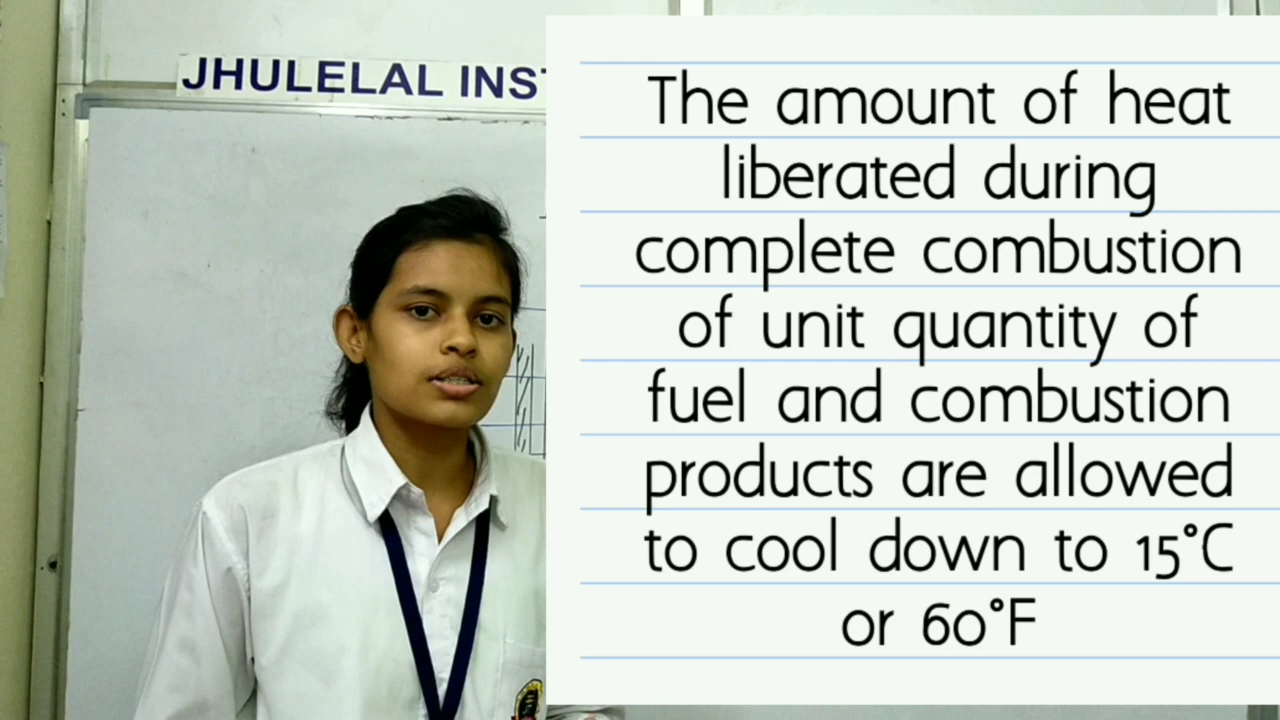 JHULELAL INST
The amount of heat
liberated during
complete combustion
of unit quantity of
fuel and combustion
products are allowed
to cool down to 15°C
or 60°F